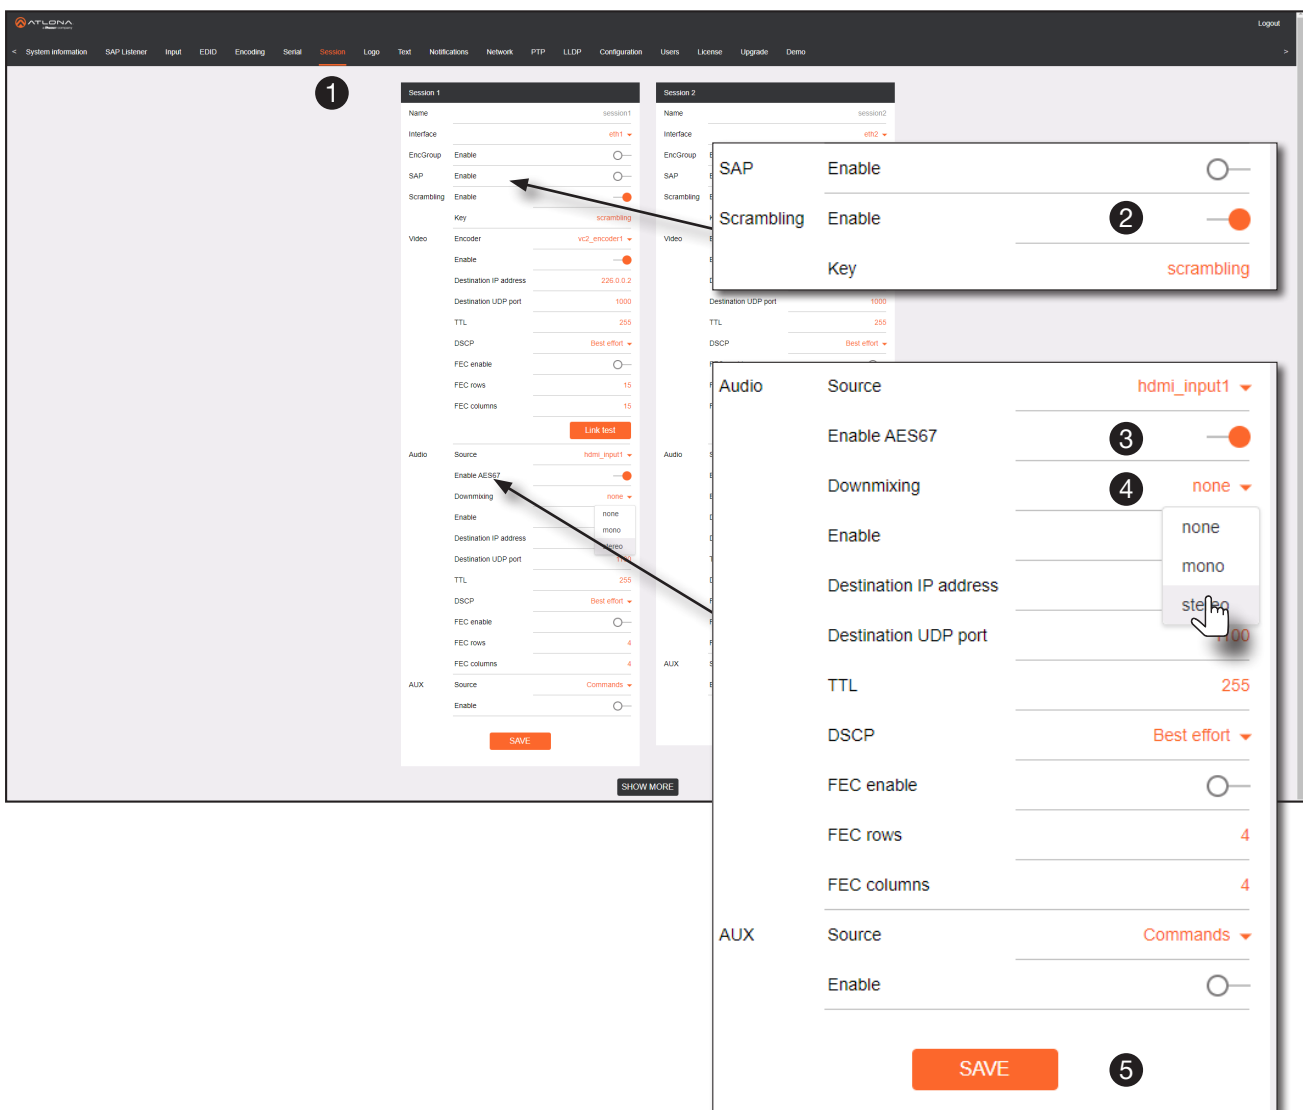 ATLONA
Logout
< System information SAP Listener Input EDID Encoding Serial Session Logo Text Notifications Network PTP LLDP Configuration Users License Upgrade Demo >
1
Session 1
Name session1
Interface eth1
EncGroup Enable
SAP Enable
Scrambling Enable
Key scrambling
Video Encoder vc2_encoder1
Enable
Destination IP address 226.0.0.2
Destination UDP port 1000
TTL 255
DSCP Best effort
FEC enable
FEC rows 15
FEC columns 15
Link test
Audio Source hdmi_input1
Enable AES67
Downmixing none
none
Enable
mono
Destination IP address
stereo
Destination UDP port 1100
TTL 255
DSCP Best effort
FEC enable
FEC rows 4
FEC columns 4
AUX Source Commands
Enable
SAVE
SHOW MORE
Session 2
Name session2
Interface eth2
EncGroup
SAP
Scrambling
Video
Destination UDP port 1000
TTL 255
DSCP Best effort
Audio
AUX
SAP Enable
Scrambling Enable 2
Key scrambling
Audio Source hdmi_input1
Enable AES67 3
Downmixing 4 none
none
Enable
mono
Destination IP address
stereo
Destination UDP port 1100
TTL 255
DSCP Best effort
FEC enable
FEC rows 4
FEC columns 4
AUX Source Commands
Enable
SAVE 5